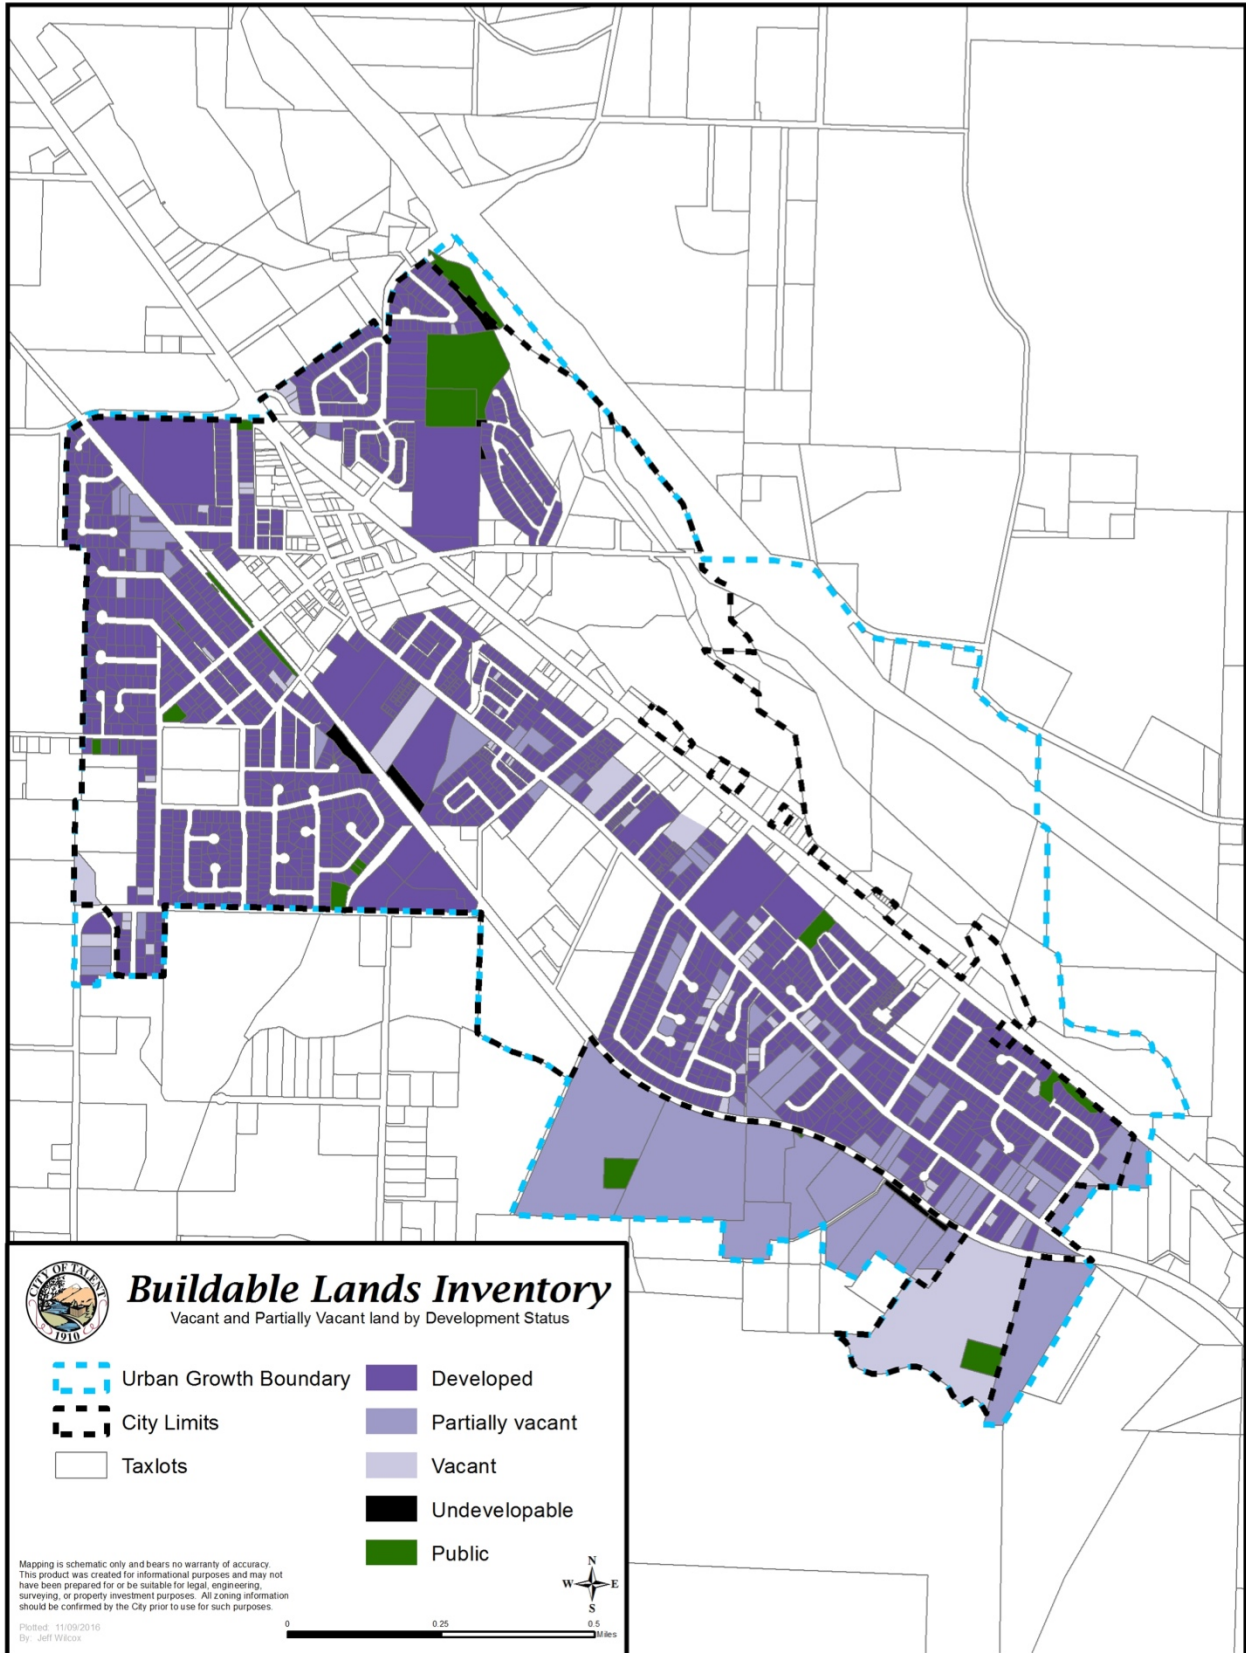 CITY OF TALENT
1910
Buildable Lands Inventory
Vacant and Partially Vacant land by Development Status
Urban Growth Boundary
City Limits
Taxlots
Developed
Partially vacant
Vacant
Undevelopable
Public
Mapping is schematic only and bears no warranty of accuracy.
This product was created for informational purposes and may not
have been prepared for or be suitable for legal, engineering,
surveying, or property investment purposes. All zoning information
should be confirmed by the City prior to use for such purposes.
Plotted: 11/09/2016
By: Jeff Wilcox
N
W E
S
0 0.25 0.5
Miles